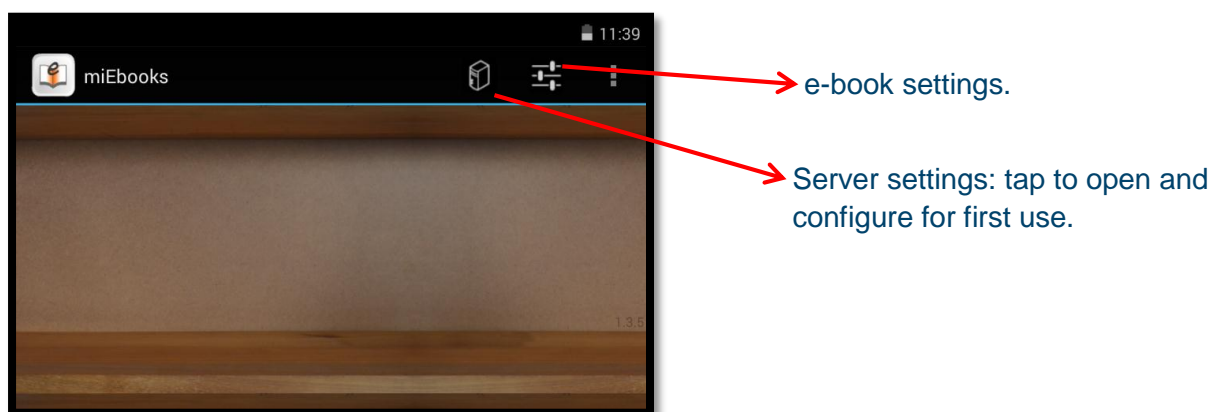 11:39
miEbooks
e-book settings.
Server settings: tap to open and
configure for first use.
1.3.5